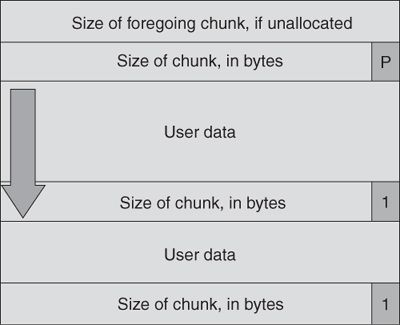 Size of foregoing chunk, if unallocated
Size of chunk, in bytes P
User data
Size of chunk, in bytes 1
User data
Size of chunk, in bytes 1